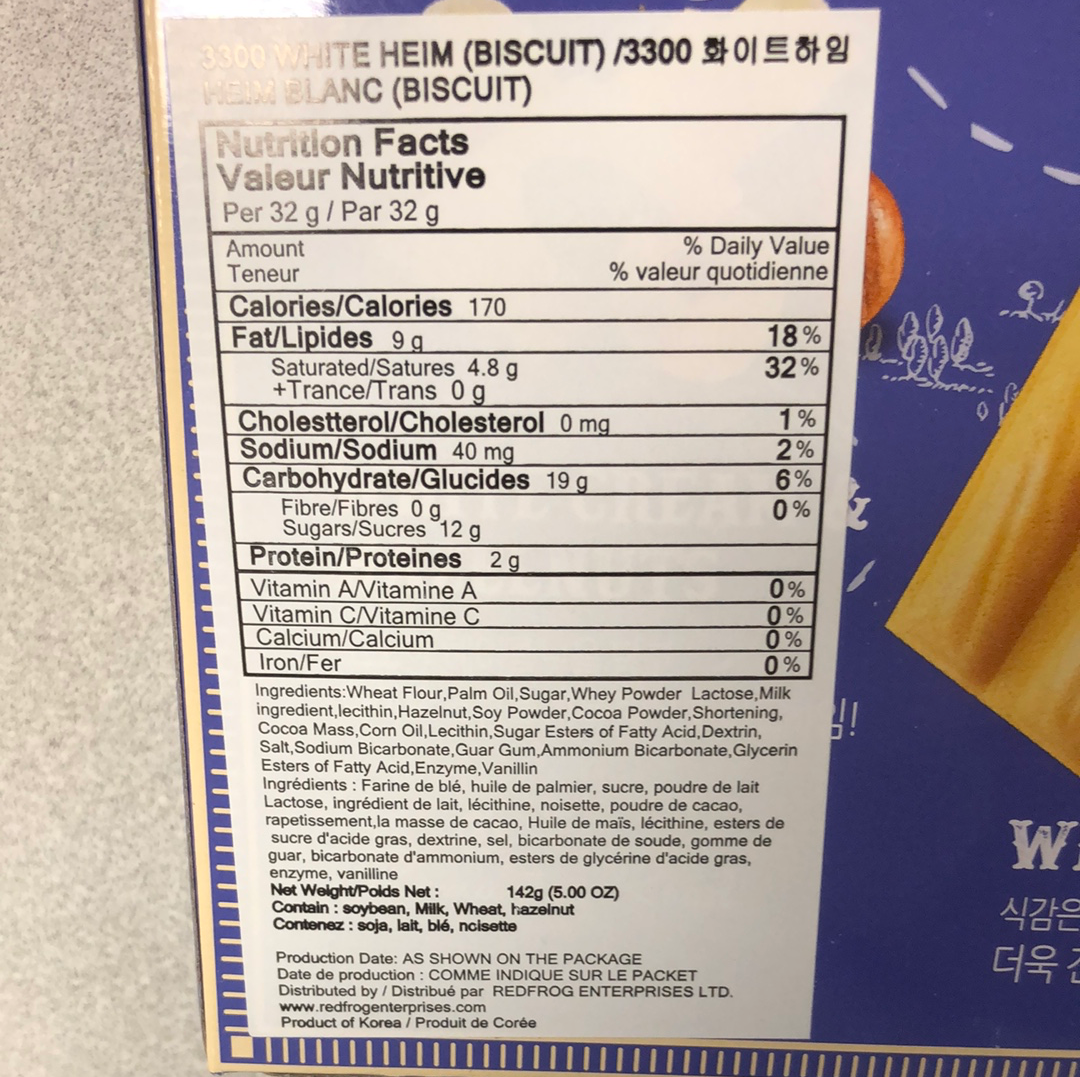 3300 WHITE HEIM (BISCUIT) /3300 화이트하임
HEIM BLANC (BISCUIT)
Nutrition Facts
Valeur Nutritive
Per 32 g / Par 32 g
Amount % Daily Value
Teneur % valeur quotidienne
Calories/Calories 170
Fat/Lipides 9 g 18 %
Saturated/Satures 4.8 g 32 %
+Trance/Trans 0 g
Cholestterol/Cholesterol 0 mg 1 %
Sodium/Sodium 40 mg 2 %
Carbohydrate/Glucides 19 g 6 %
Fibre/Fibres 0 g 0 %
Sugars/Sucres 12 g
Protein/Proteines 2 g
Vitamin A/Vitamine A 0 %
Vitamin C/Vitamine C 0 %
Calcium/Calcium 0 %
Iron/Fer 0 %
Ingredients:Wheat Flour,Palm Oil,Sugar,Whey Powder Lactose,Milk
ingredient,lecithin,Hazelnut,Soy Powder,Cocoa Powder,Shortening,
Cocoa Mass,Corn Oil,Lecithin,Sugar Esters of Fatty Acid,Dextrin,
Salt,Sodium Bicarbonate,Guar Gum,Ammonium Bicarbonate,Glycerin
Esters of Fatty Acid,Enzyme,Vanillin
Ingrédients : Farine de blé, huile de palmier, sucre, poudre de lait
Lactose, ingrédient de lait, lécithine, noisette, poudre de cacao,
rapetissement,la masse de cacao, Huile de maïs, lécithine, esters de
sucre d'acide gras, dextrine, sel, bicarbonate de soude, gomme de
guar, bicarbonate d'ammonium, esters de glycérine d'acide gras,
enzyme, vanilline
Net Weight/Poids Net : 142g (5.00 OZ)
Contain : soybean, Milk, Wheat, hazelnut
Contenez : soja, lait, blé, noisette
Production Date: AS SHOWN ON THE PACKAGE
Date de production : COMME INDIQUE SUR LE PACKET
Distributed by / Distribué par REDFROG ENTERPRISES LTD.
www.redfrogenterprises.com
Product of Korea / Produit de Corée
&
임!
W
식감은
더욱